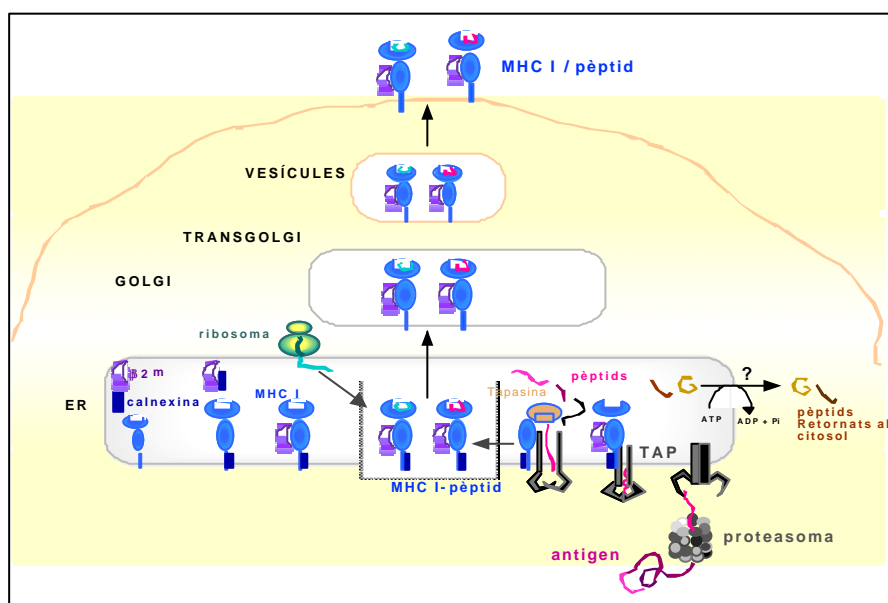 MHC I / pèptid
VESÍCULES
TRANSGOLGI
GOLGI
ribosoma
β2m
calnexina
ER
MHC I
Tapasina
pèptids
?
ATP
ADP + Pi
pèptids
Retornats al
citosol
TAP
MHC I-pèptid
proteasoma
antigen